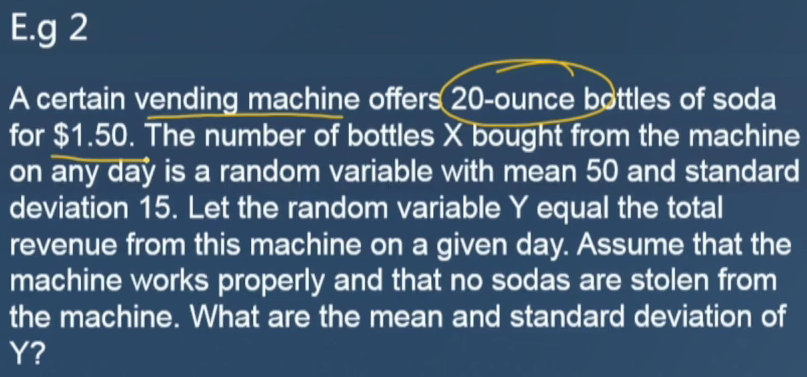 E.g 2
A certain vending machine offers 20-ounce bottles of soda
for $1.50. The number of bottles X bought from the machine
on any day is a random variable with mean 50 and standard
deviation 15. Let the random variable Y equal the total
revenue from this machine on a given day. Assume that the
machine works properly and that no sodas are stolen from
the machine. What are the mean and standard deviation of
Y?